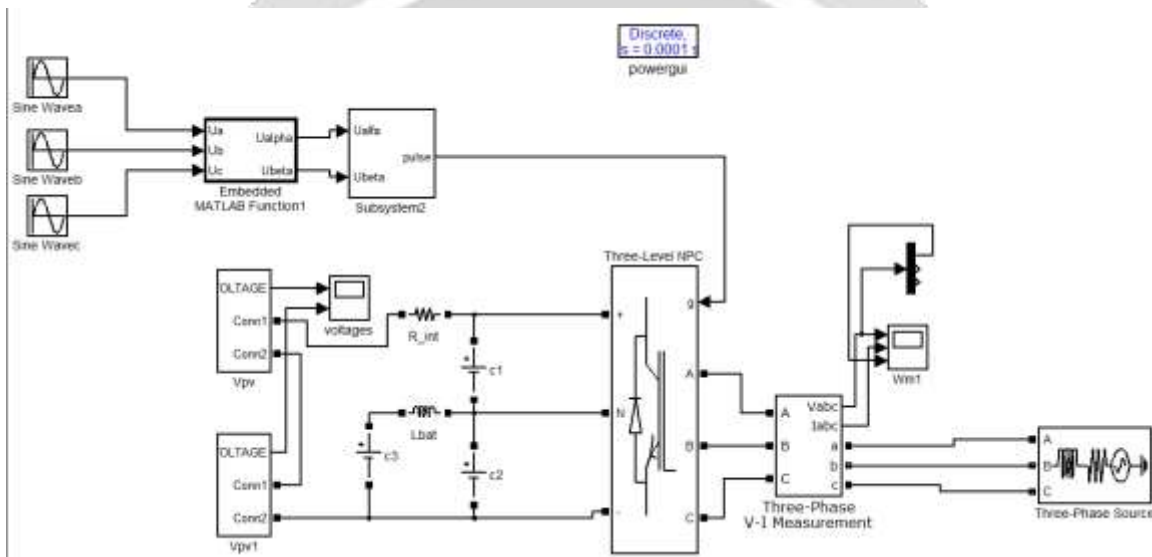 Discrete,
s = 0.0001 s
powergui
Sine Wavea
Sine Waveb
Sine Wavec
Ua
Ub
Uc
Ualpha
Ubeta
Embedded
MATLAB Function1
Ualfa
Ubeta
pulse
Subsystem2
OLTAGE
Conn1
Conn2
Vpv
voltages
R_int
c1
Lbat
c3
c2
OLTAGE
Conn1
Conn2
Vpv1
Three-Level NPC
g
+
N
-
A
B
C
A
B
C
Vabc
Iabc
a
b
c
Three-Phase
V-I Measurement
Wm1
A
B
C
Three-Phase Source